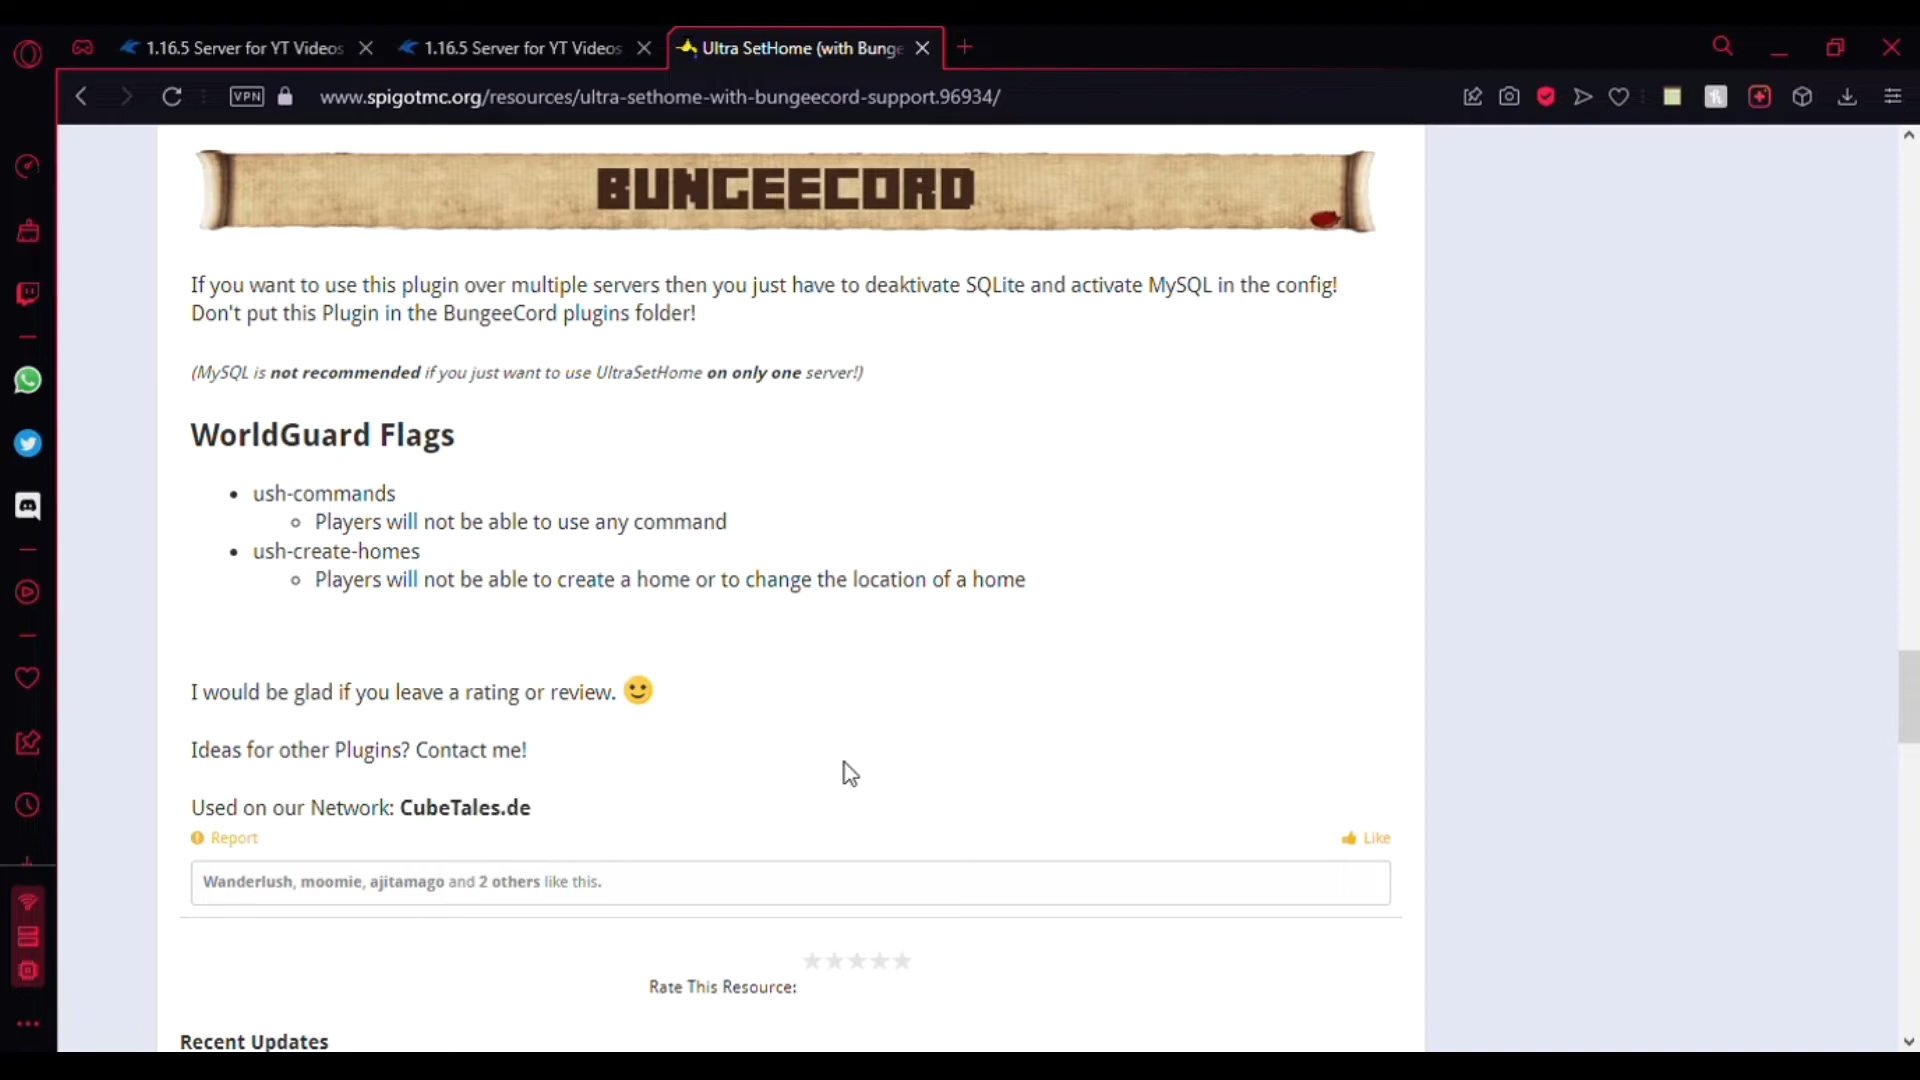 1.16.5 Server for YT Videos
1.16.5 Server for YT Videos
Ultra SetHome (with Bunge
VPN
www.spigotmc.org/resources/ultra-sethome-with-bungeecord-support.96934/
BUNGEECORD
If you want to use this plugin over multiple servers then you just have to deaktivate SQLite and activate MySQL in the config!
Don't put this Plugin in the BungeeCord plugins folder!
(MySQL is not recommended if you just want to use UltraSetHome on only one server!)
WorldGuard Flags
• ush-commands
Players will not be able to use any command
• ush-create-homes
Players will not be able to create a home or to change the location of a home
I would be glad if you leave a rating or review.
Ideas for other Plugins? Contact me!
Used on our Network: CubeTales.de
Report
Like
Wanderlush, moomie, ajitamago and 2 others like this.
Rate This Resource:
Recent Updates